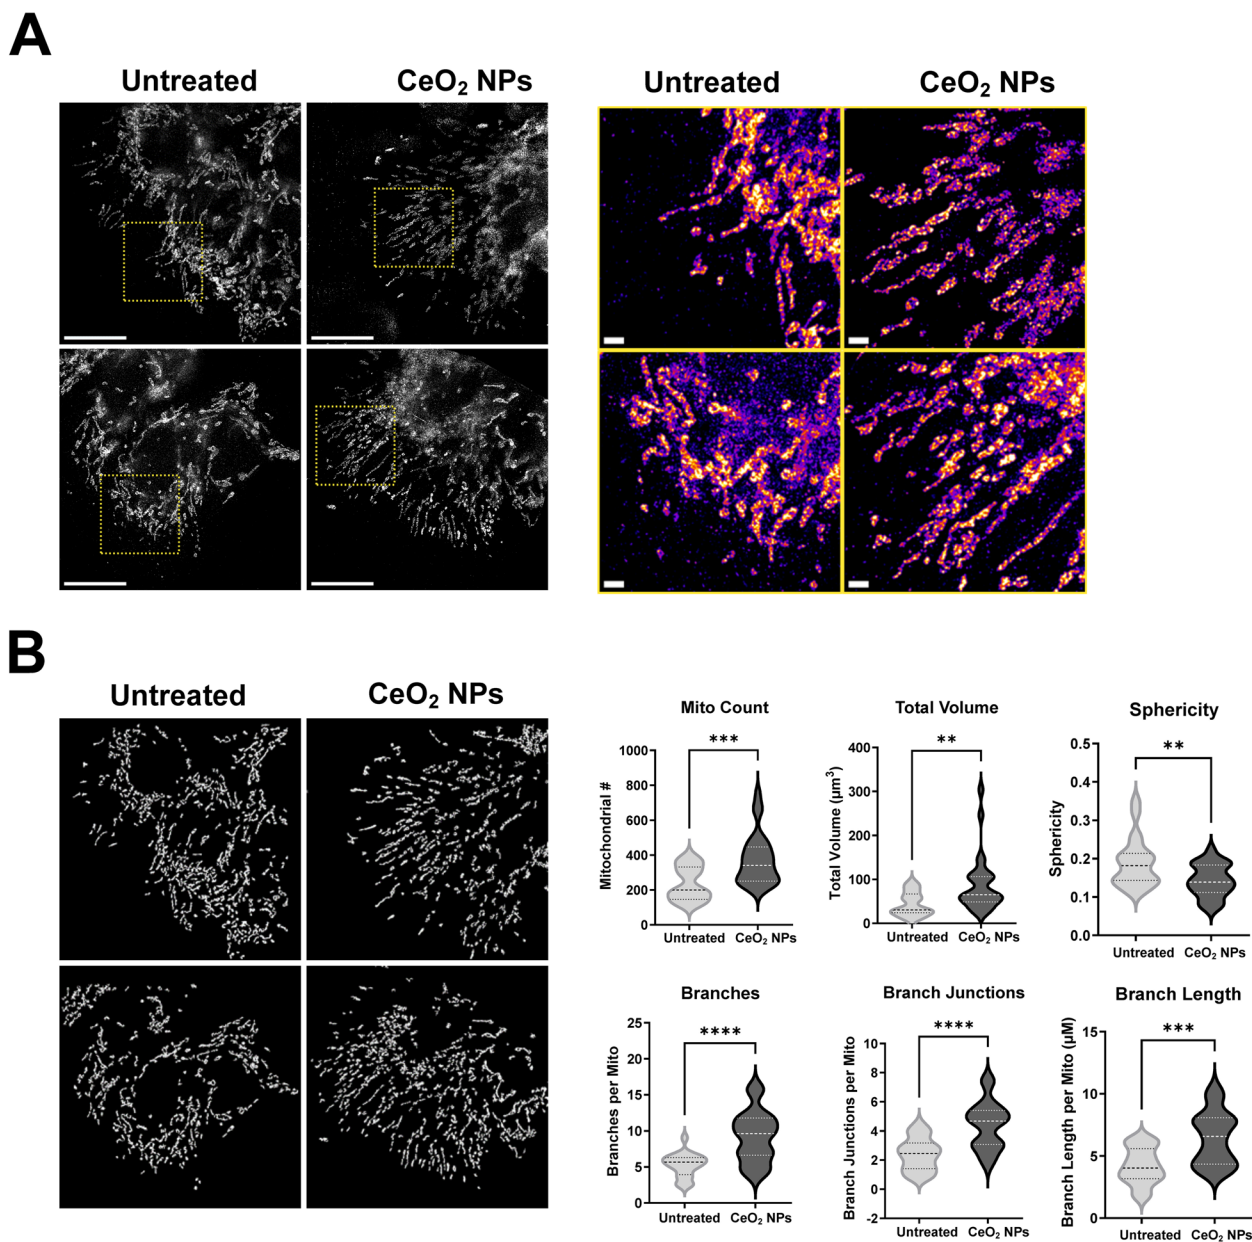 A
Untreated
CeO₂ NPs
Untreated
CeO₂ NPs
B
Untreated
CeO₂ NPs
Mito Count
***
Mitochondrial #
1000
800
600
400
200
0
Untreated
CeO₂ NPs
Total Volume
**
Total Volume (µm³)
400
300
200
100
0
Untreated
CeO₂ NPs
Sphericity
**
Sphericity
0.5
0.4
0.3
0.2
0.1
0.0
Untreated
CeO₂ NPs
Branches
****
Branches per Mito
25
20
15
10
5
0
Untreated
CeO₂ NPs
Branch Junctions
****
Branch Junctions per Mito
10
8
6
4
2
0
-2
Untreated
CeO₂ NPs
Branch Length
***
Branch Length per Mito (µM)
15
10
5
0
Untreated
CeO₂ NPs